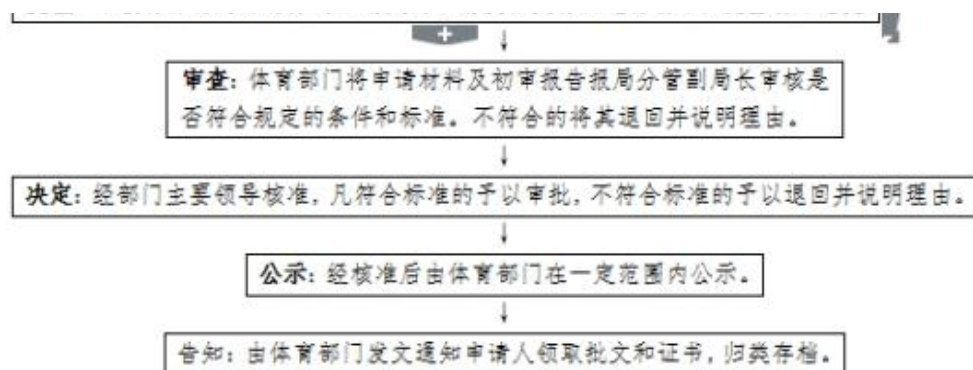 审查：体育部门将申请材料及初审报告报局分管副局长审核是
否符合规定的条件和标准。不符合的将其退回并说明理由。
决定：经部门主要领导核准，凡符合标准的予以审批，不符合标准的予以退回并说明理由。
公示：经核准后由体育部门在一定范围内公示。
告知：由体育部门发文通知申请人领取批文和证书，归类存档。